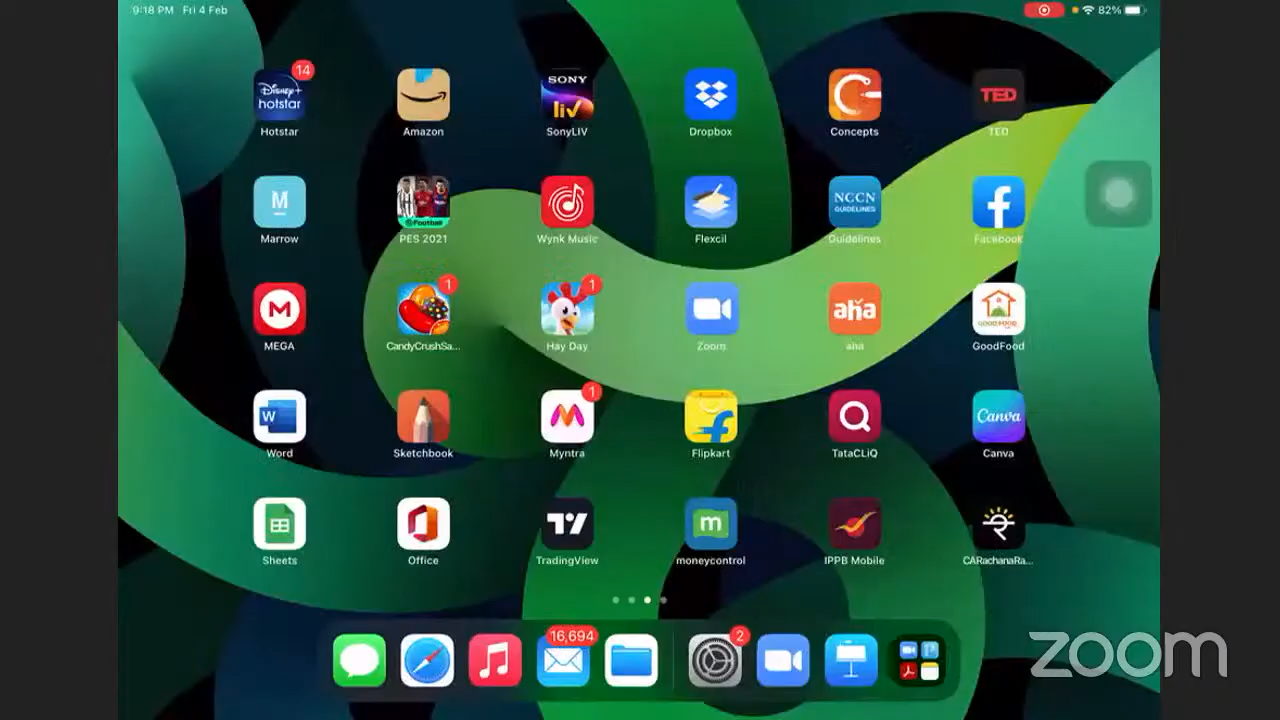 9:18 PM Fri 4 Feb
82%
14
Disney+
hotstar
SONY
liv
TED
Hotstar
Amazon
SonyLIV
Dropbox
Concepts
TED
M
NCCN
GUIDELINES
eFootball
Marrow
PES 2021
Wynk Music
Flexcil
Guidelines
Facebook
1
1
M
aha
GOOD FOOD
MEGA
CandyCrushSa...
Hay Day
Zoom
aha
GoodFood
1
W
Canva
Word
Sketchbook
Myntra
Flipkart
TataCLiQ
Canva
m
Sheets
Office
TradingView
moneycontrol
IPPB Mobile
CARachanaRa...
16,694
2
zoom